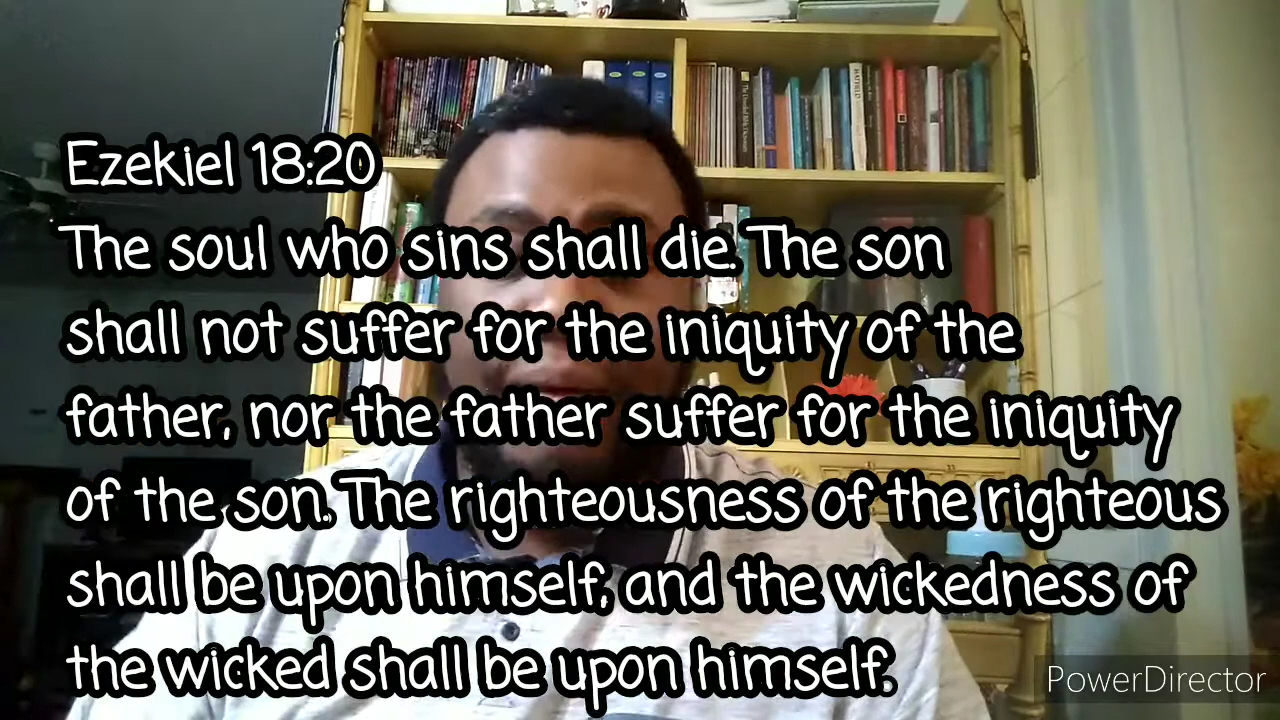 Ezekiel 18:20
The soul who sins shall die. The son
shall not suffer for the iniquity of the
father, nor the father suffer for the iniquity
of the son. The righteousness of the righteous
shall be upon himself, and the wickedness of
the wicked shall be upon himself.
PowerDirector